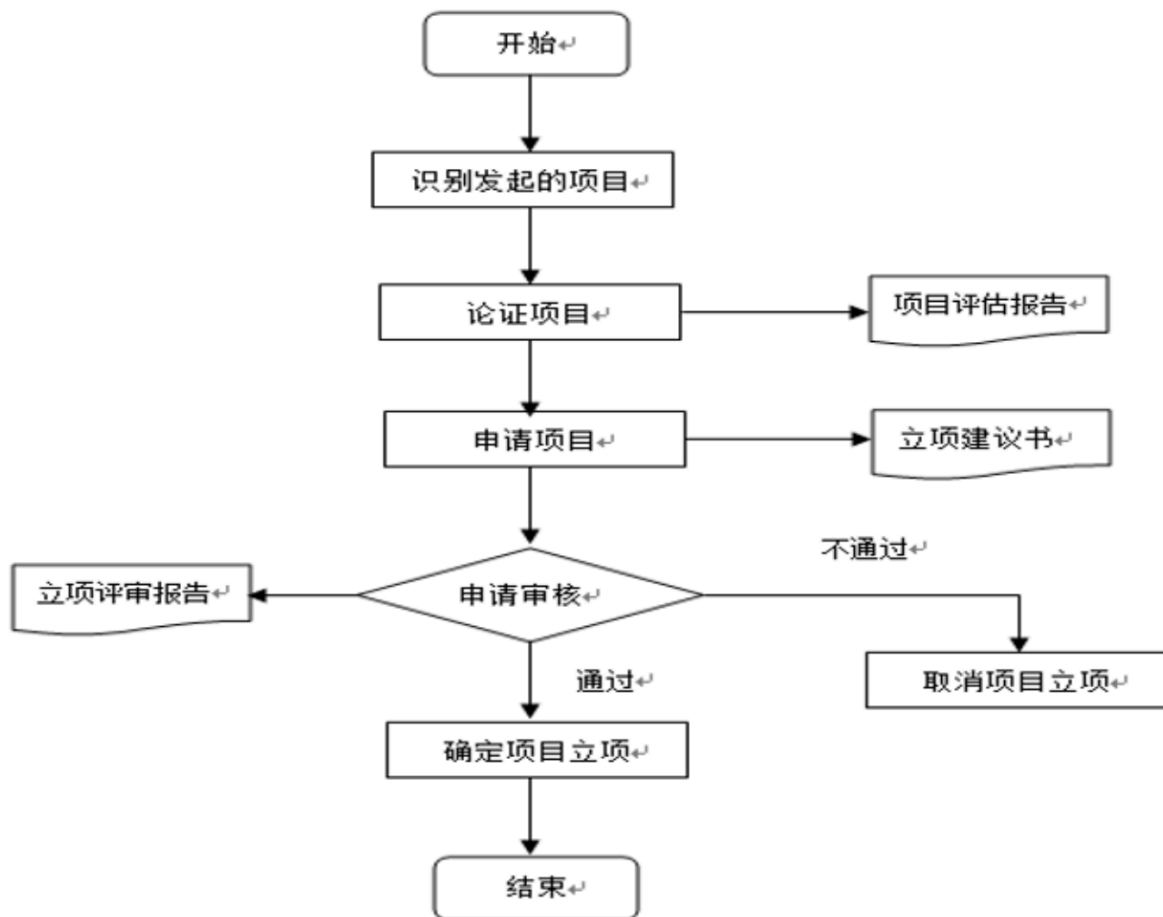 开始
识别发起的项目
论证项目
项目评估报告
申请项目
立项建议书
不通过
立项评审报告
申请审核
通过
取消项目立项
确定项目立项
结束